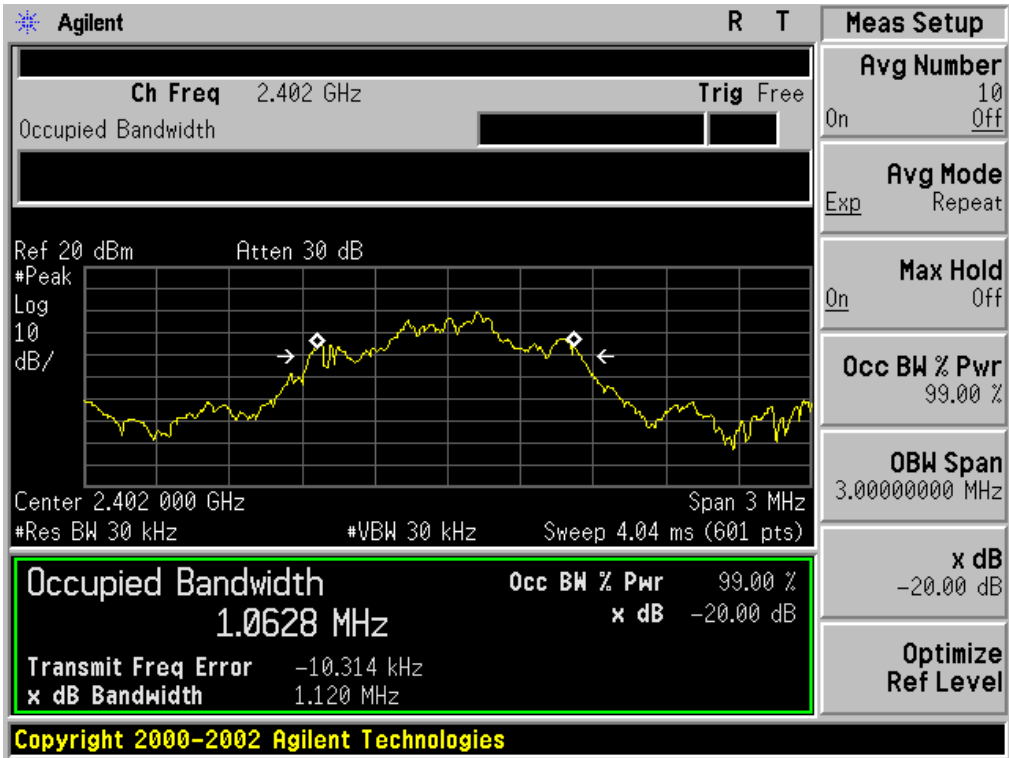 Agilent R T
Ch Freq 2.402 GHz Trig Free
Occupied Bandwidth
Ref 20 dBm Atten 30 dB
#Peak
Log
10
dB/
Center 2.402 000 GHz Span 3 MHz
#Res BW 30 kHz #VBW 30 kHz Sweep 4.04 ms (601 pts)
Occupied Bandwidth Occ BW % Pwr 99.00 %
1.0628 MHz x dB -20.00 dB
Transmit Freq Error -10.314 kHz
x dB Bandwidth 1.120 MHz
Copyright 2000-2002 Agilent Technologies
Meas Setup
Avg Number
10
On Off
Avg Mode
Exp Repeat
Max Hold
On Off
Occ BW % Pwr
99.00 %
OBW Span
3.00000000 MHz
x dB
-20.00 dB
Optimize
Ref Level